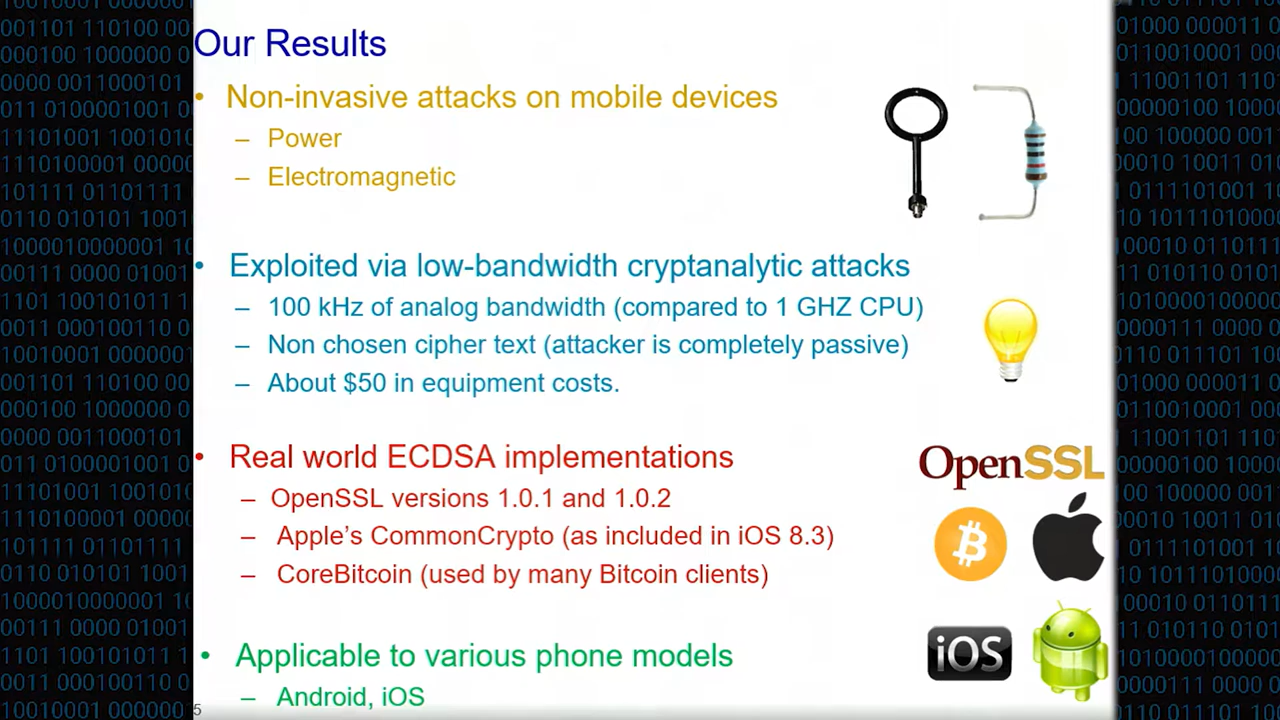 Our Results
• Non-invasive attacks on mobile devices
– Power
– Electromagnetic
• Exploited via low-bandwidth cryptanalytic attacks
– 100 kHz of analog bandwidth (compared to 1 GHZ CPU)
– Non chosen cipher text (attacker is completely passive)
– About $50 in equipment costs.
• Real world ECDSA implementations
OpenSSL
– OpenSSL versions 1.0.1 and 1.0.2
– Apple's CommonCrypto (as included in iOS 8.3)
– CoreBitcoin (used by many Bitcoin clients)
• Applicable to various phone models
iOS
– Android, iOS
5